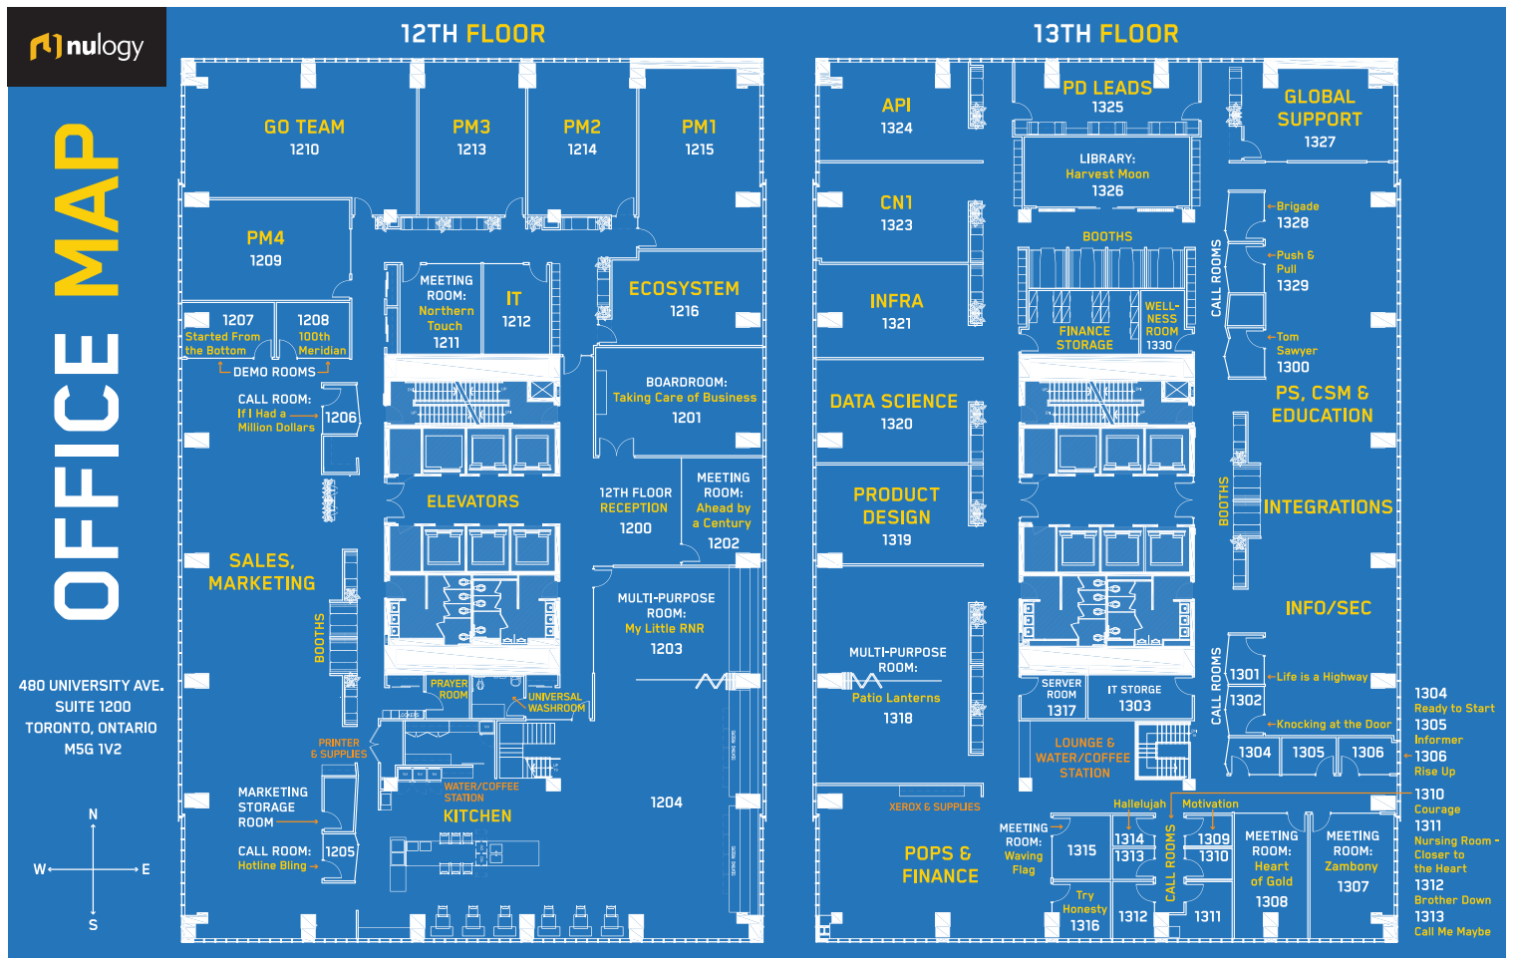 nulogy
OFFICE MAP
480 UNIVERSITY AVE.
SUITE 1200
TORONTO, ONTARIO
M5G 1V2
N
W
E
S
12TH FLOOR
GO TEAM
1210
PM3
1213
PM2
1214
PM1
1215
PM4
1209
MEETING
ROOM:
Northern
Touch
1211
IT
1212
ECOSYSTEM
1216
1207
Started From
the Bottom
1208
100th
Meridian
DEMO ROOMS
CALL ROOM:
If I Had a
Million Dollars
1206
BOARDROOM:
Taking Care of Business
1201
ELEVATORS
12TH FLOOR
RECEPTION
1200
MEETING
ROOM:
Ahead by
a Century
1202
SALES,
MARKETING
BOOTHS
MULTI-PURPOSE
ROOM:
My Little RNR
1203
PRAYER
ROOM
UNIVERSAL
WASHROOM
PRINTER
& SUPPLIES
MARKETING
STORAGE
ROOM
WATER/COFFEE
STATION
KITCHEN
1204
CALL ROOM:
Hotline Bling
1205
13TH FLOOR
API
1324
PD LEADS
1325
GLOBAL
SUPPORT
1327
LIBRARY:
Harvest Moon
1326
CN1
1323
BOOTHS
CALL ROOMS
Brigade
1328
Push &
Pull
1329
INFRA
1321
FINANCE
STORAGE
WELL-
NESS
ROOM
1330
Tom
Sawyer
1300
DATA SCIENCE
1320
PS, CSM &
EDUCATION
PRODUCT
DESIGN
1319
BOOTHS
INTEGRATIONS
INFO/SEC
MULTI-PURPOSE
ROOM:
Patio Lanterns
1318
SERVER
ROOM
1317
IT STORGE
1303
CALL ROOMS
1301
Life is a Highway
1302
Knocking at the Door
LOUNGE &
WATER/COFFEE
STATION
1304
1305
1306
XEROX & SUPPLIES
POPS &
FINANCE
MEETING
ROOM:
Waving
Flag
1315
Hallelujah
1314
1313
Motivation
1309
1310
CALL ROOMS
Try
Honesty
1316
1312
1311
MEETING
ROOM:
Heart
of Gold
1308
MEETING
ROOM:
Zambony
1307
1304
Ready to Start
1305
Informer
1306
Rise Up
1310
Courage
1311
Nursing Room -
Closer to
the Heart
1312
Brother Down
1313
Call Me Maybe